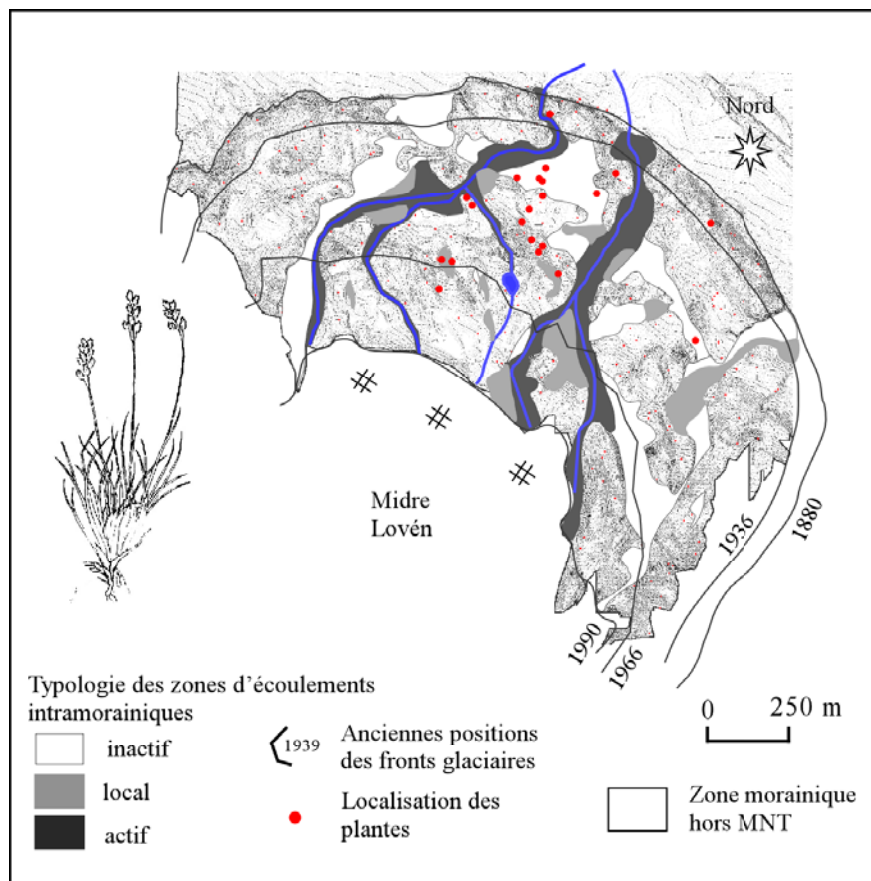 Nord
Midre
Lovén
1936
1880
1990
1966
Typologie des zones d'écoulements
intramorainiques
inactif
local
actif
1939
Anciennes positions
des fronts glaciaires
Localisation des
plantes
0 250 m
Zone morainique
hors MNT